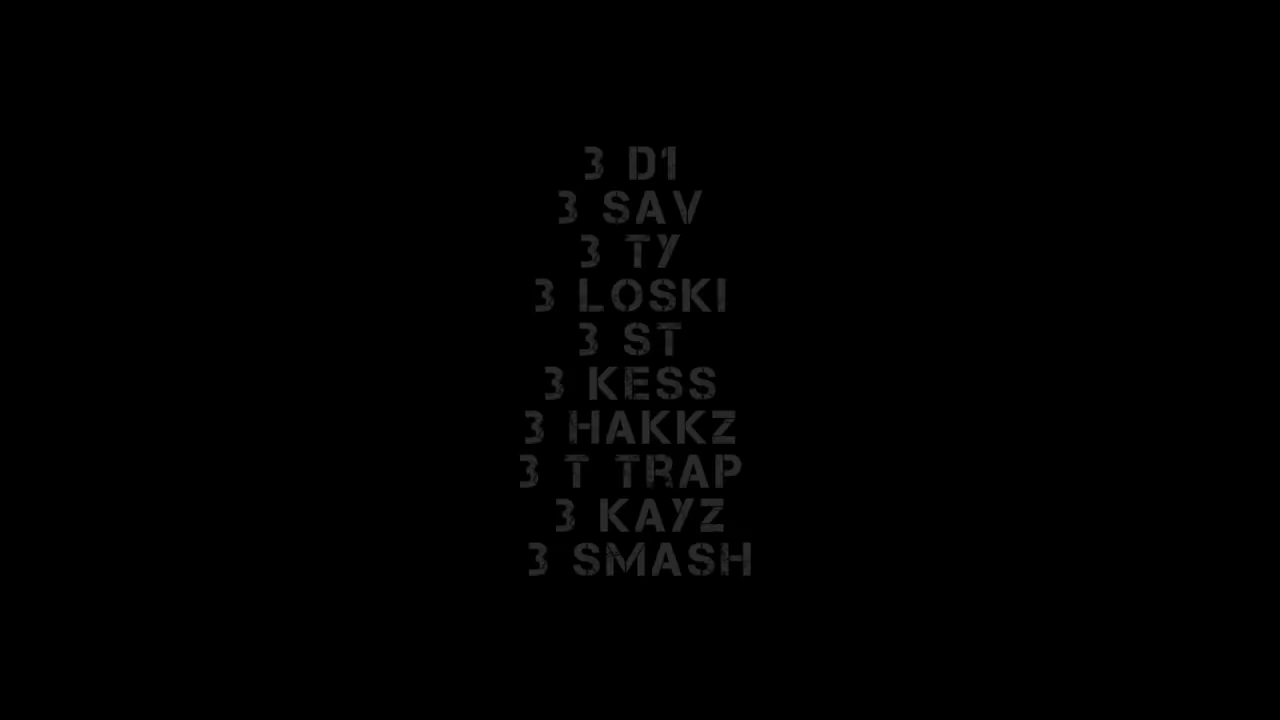 3 D1
3 SAV
3 TY
3 LOSKI
3 ST
3 KESS
3 HAKKZ
3 T TRAP
3 KAYZ
3 SMASH